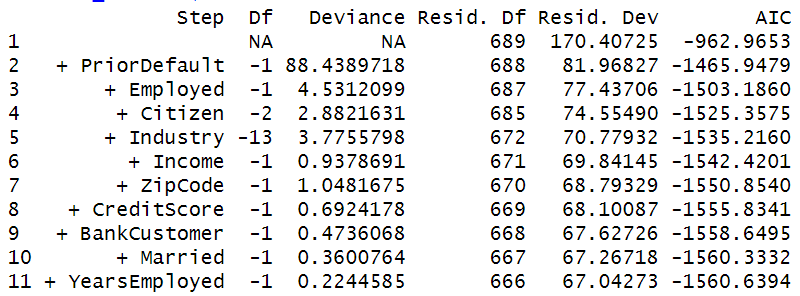 Step Df Deviance Resid. Df Resid. Dev AIC
1 NA NA 689 170.40725 -962.9653
2 + PriorDefault -1 88.4389718 688 81.96827 -1465.9479
3 + Employed -1 4.5312099 687 77.43706 -1503.1860
4 + Citizen -2 2.8821631 685 74.55490 -1525.3575
5 + Industry -13 3.7755798 672 70.77932 -1535.2160
6 + Income -1 0.9378691 671 69.84145 -1542.4201
7 + ZipCode -1 1.0481675 670 68.79329 -1550.8540
8 + CreditScore -1 0.6924178 669 68.10087 -1555.8341
9 + BankCustomer -1 0.4736068 668 67.62726 -1558.6495
10 + Married -1 0.3600764 667 67.26718 -1560.3332
11 + YearsEmployed -1 0.2244585 666 67.04273 -1560.6394